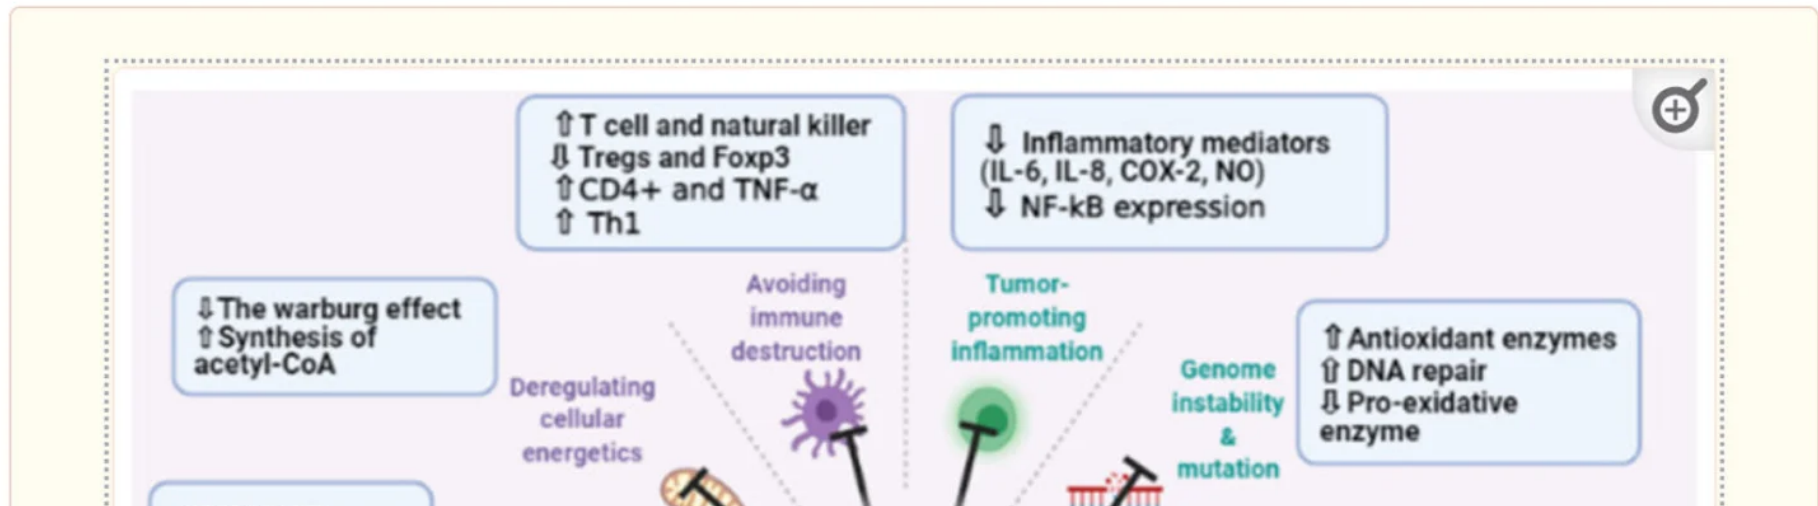 ⇧T cell and natural killer
⇩Tregs and Foxp3
⇧CD4+ and TNF-α
⇧ Th1
⇩ Inflammatory mediators
(IL-6, IL-8, COX-2, NO)
⇩ NF-kB expression
⇩The warburg effect
⇧Synthesis of
acetyl-CoA
Avoiding
immune
destruction
Tumor-
promoting
inflammation
Deregulating
cellular
energetics
Genome
instability
&
mutation
⇧Antioxidant enzymes
⇧DNA repair
⇩Pro-oxidative
enzyme